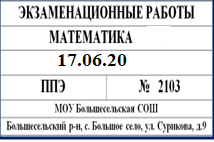 ЭКЗАМЕНАЦИОННЫЕ РАБОТЫ
МАТЕМАТИКА
17.06.20
ППЭ № 2103
МОУ Большесельская СОШ
Большесельский р-н, с. Большое село, ул. Сурикова, д.9